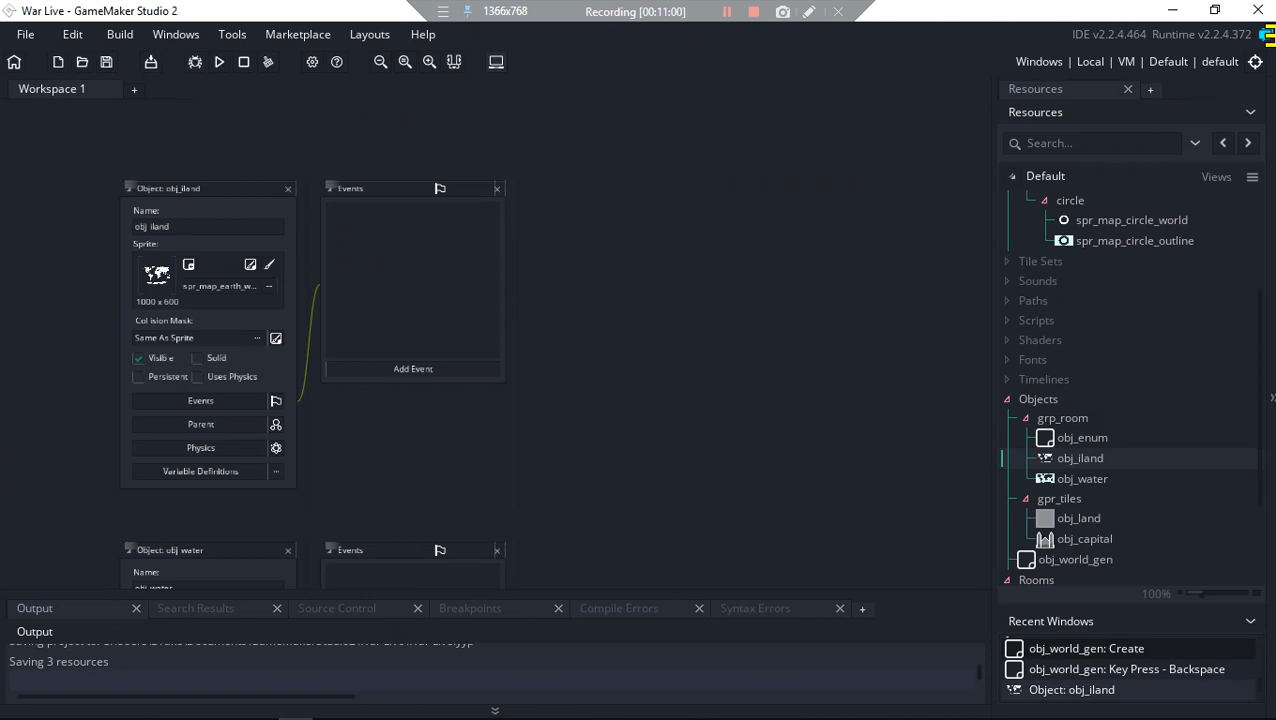 War Live - GameMaker Studio 2
1366x768
Recording [00:11:00]
File Edit Build Windows Tools Marketplace Layouts Help
IDE v2.2.4.464 Runtime v2.2.4.372
Windows | Local | VM | Default | default
Workspace 1
Resources
Resources
Search...
Default
Views
circle
spr_map_circle_world
spr_map_circle_outline
Tile Sets
Sounds
Paths
Scripts
Shaders
Fonts
Timelines
Objects
grp_room
obj_enum
obj_iland
obj_water
gpr_tiles
obj_land
obj_capital
obj_world_gen
Rooms
100%
Recent Windows
obj_world_gen: Create
obj_world_gen: Key Press - Backspace
Object: obj_iland
Object: obj_iland
Name:
obj_iland
Sprite:
spr_map_earth_w...
1000 x 600
Collision Mask:
Same As Sprite
Visible
Solid
Persistent
Uses Physics
Events
Parent
Physics
Variable Definitions
Events
Add Event
Object: obj_water
Name:
obj_water
Events
Output
Search Results
Source Control
Breakpoints
Compile Errors
Syntax Errors
Output
Saving 3 resources